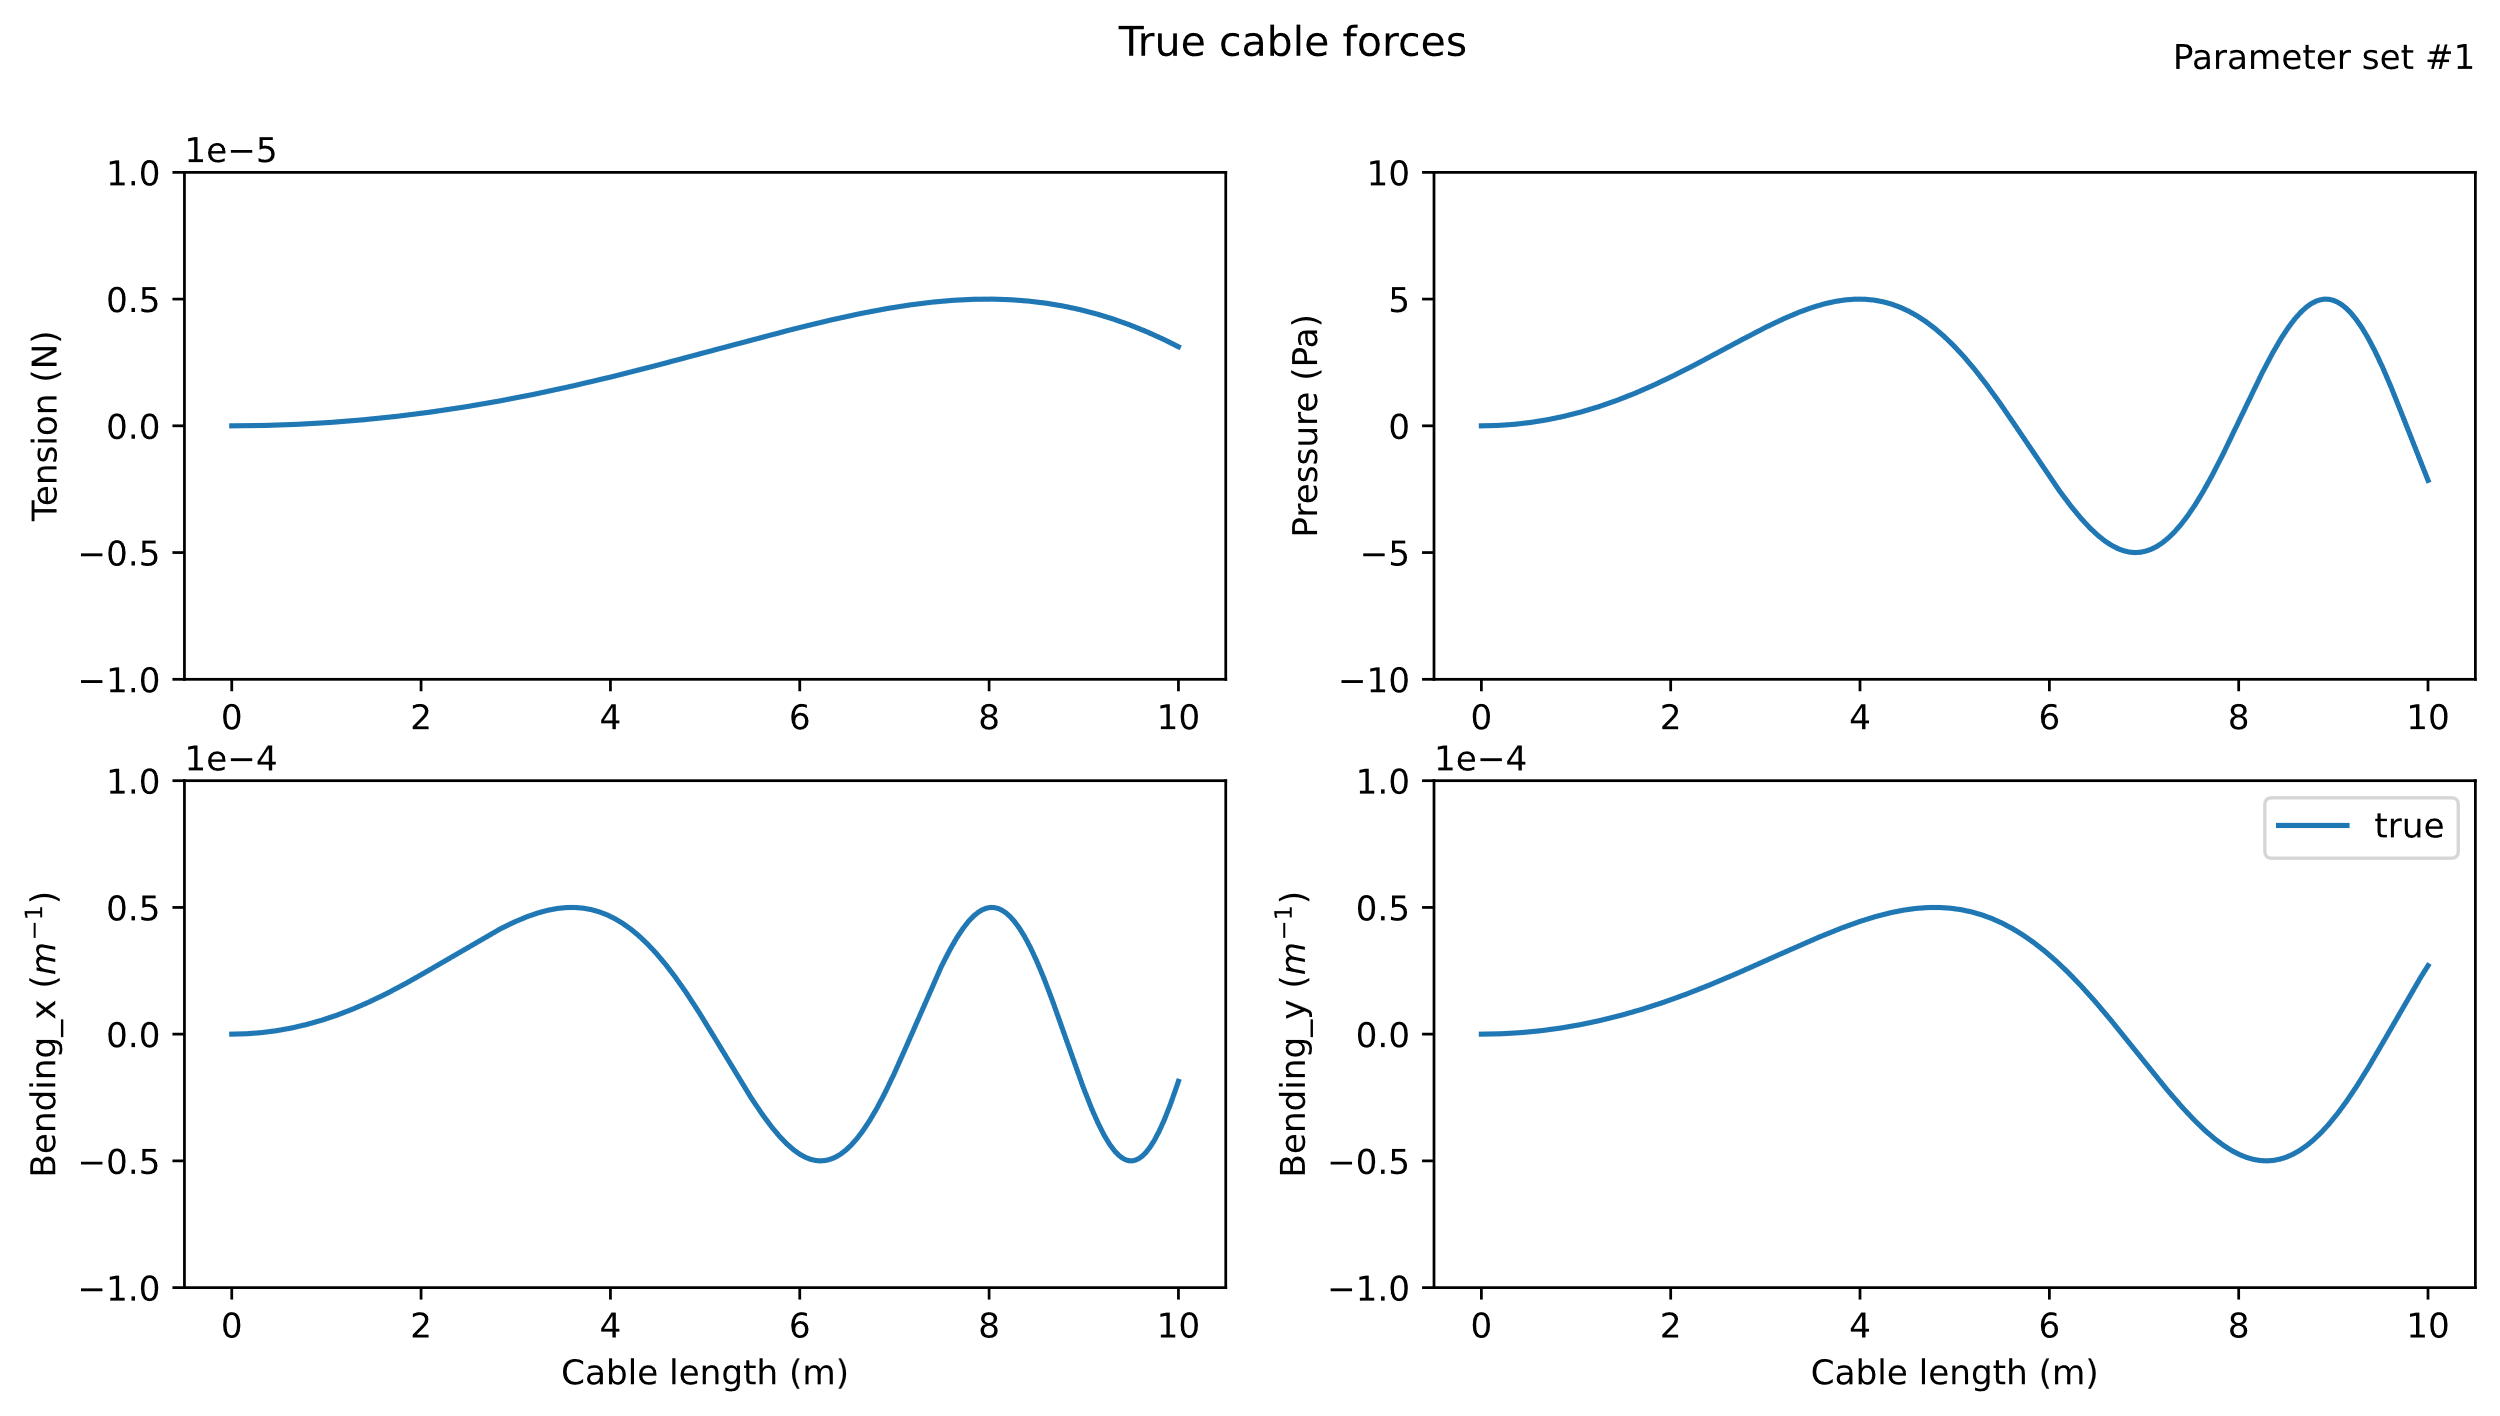 True cable forces
Parameter set #1
1e−5
1.0
0.5
0.0
−0.5
−1.0
Tension (N)
0 2 4 6 8 10
10
5
0
−5
−10
Pressure (Pa)
0 2 4 6 8 10
1e−4
1.0
0.5
0.0
−0.5
−1.0
Bending_x (m⁻¹)
0 2 4 6 8 10
Cable length (m)
1e−4
1.0
0.5
0.0
−0.5
−1.0
Bending_y (m⁻¹)
true
0 2 4 6 8 10
Cable length (m)